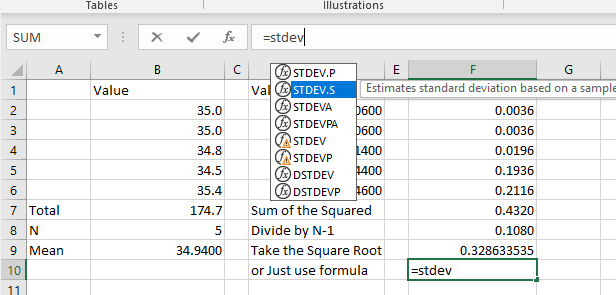 Tables Illustrations
SUM fx =stdev
STDEV.P
A B C D E F G
1 Value Val STDEV.S Estimates standard deviation based on a sample
2 35.0 STDEVA 0600 0.0036
3 35.0 STDEVPA 0600 0.0036
STDEV
4 34.8 STDEVP 1400 0.0196
5 34.5 DSTDEV 4400 0.1936
6 35.4 DSTDEVP 4600 0.2116
7 Total 174.7 Sum of the Squared 0.4320
8 N 5 Divide by N-1 0.1080
9 Mean 34.9400 Take the Square Root 0.328633535
10 or Just use formula =stdev
11